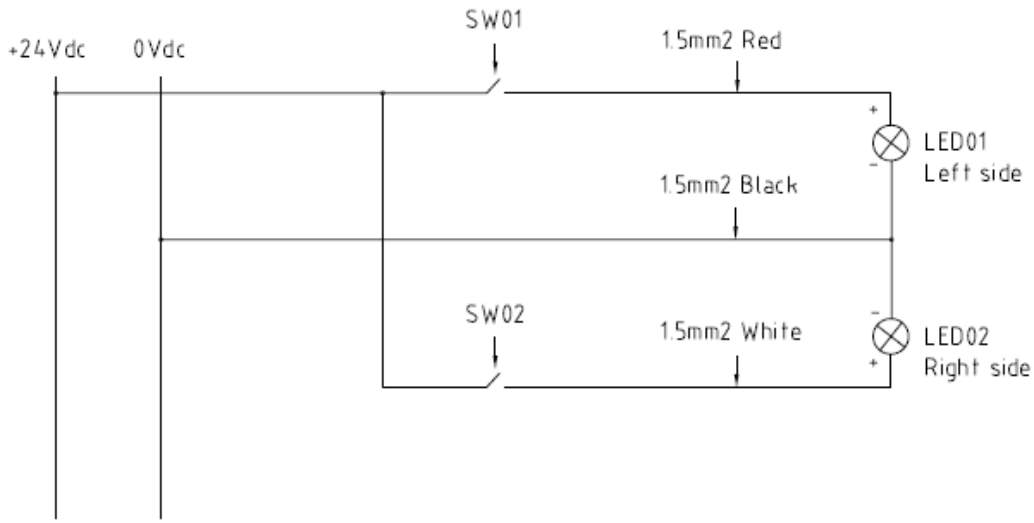 SW01
+24Vdc
0Vdc
1.5mm2 Red
+
LED01
-
Left side
1.5mm2 Black
SW02
-
1.5mm2 White
LED02
+
Right side